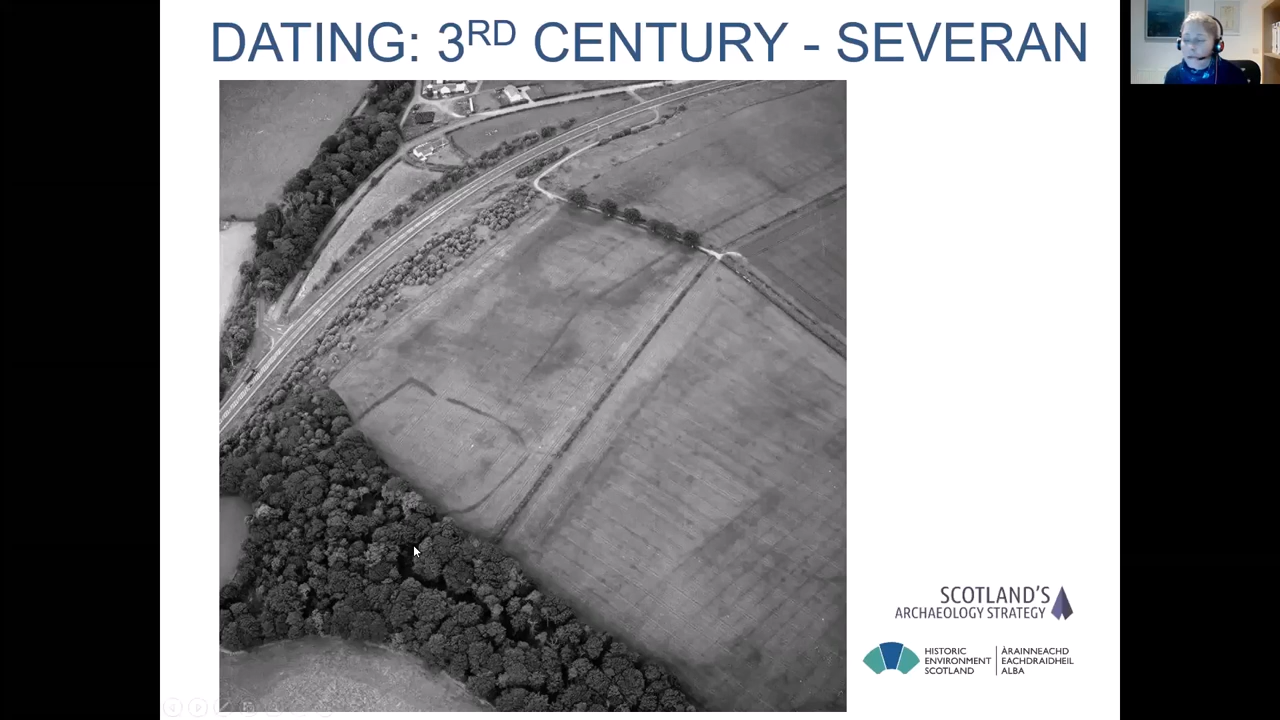 DATING: 3RD CENTURY - SEVERAN
SCOTLAND'S
ARCHAEOLOGY STRATEGY
HISTORIC
ENVIRONMENT
SCOTLAND
ÀRAINNEACHD
EACHDRAIDHEIL
ALBA